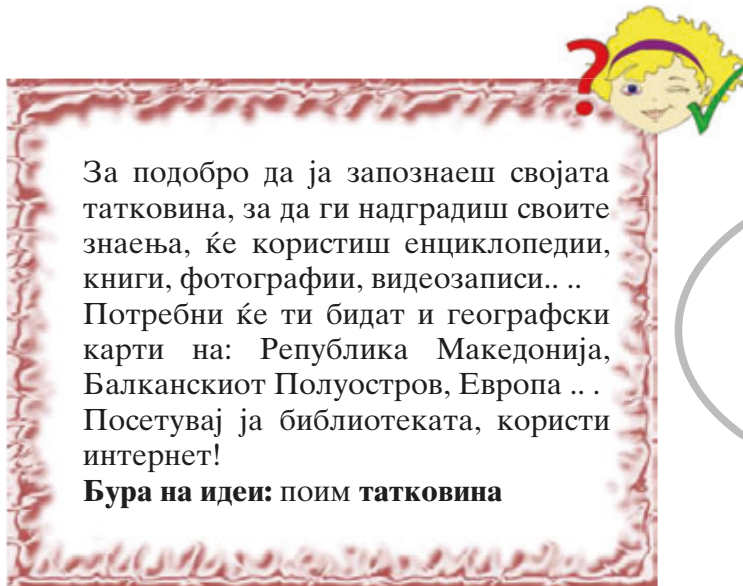 За подобро да ја запознаеш својата
татковина, за да ги надградиш своите
знаења, ќе користиш енциклопедии,
книги, фотографии, видеозаписи.. ..
Потребни ќе ти бидат и географски
карти на: Република Македонија,
Балканскиот Полуостров, Европа .. .
Посетувај ја библиотеката, користи
интернет!
Бура на идеи: поим татковина